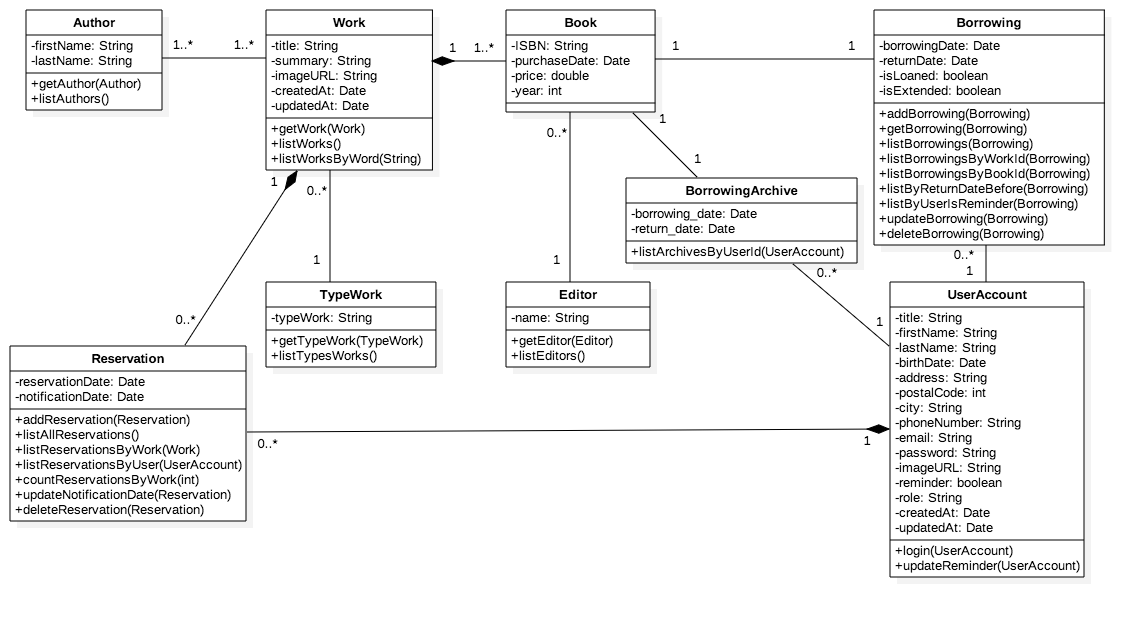 Author
-firstName: String
-lastName: String
+getAuthor(Author)
+listAuthors()
1..*
1..*
Work
-title: String
-summary: String
-imageURL: String
-createdAt: Date
-updatedAt: Date
+getWork(Work)
+listWorks()
+listWorksByWord(String)
1
1..*
Book
-ISBN: String
-purchaseDate: Date
-price: double
-year: int
1
1
Borrowing
-borrowingDate: Date
-returnDate: Date
-isLoaned: boolean
-isExtended: boolean
+addBorrowing(Borrowing)
+getBorrowing(Borrowing)
+listBorrowings(Borrowing)
+listBorrowingsByWorkId(Borrowing)
+listBorrowingsByBookId(Borrowing)
+listByReturnDateBefore(Borrowing)
+listByUserIsReminder(Borrowing)
+updateBorrowing(Borrowing)
+deleteBorrowing(Borrowing)
0..*
1
1
1
0..*
BorrowingArchive
-borrowing_date: Date
-return_date: Date
+listArchivesByUserId(UserAccount)
0..*
1
1
0..*
0..*
1
1
TypeWork
-typeWork: String
+getTypeWork(TypeWork)
+listTypesWorks()
Editor
-name: String
+getEditor(Editor)
+listEditors()
UserAccount
-title: String
-firstName: String
-lastName: String
-birthDate: Date
-address: String
-postalCode: int
-city: String
-phoneNumber: String
-email: String
-password: String
-imageURL: String
-reminder: boolean
-role: String
-createdAt: Date
-updatedAt: Date
+login(UserAccount)
+updateReminder(UserAccount)
Reservation
-reservationDate: Date
-notificationDate: Date
+addReservation(Reservation)
+listAllReservations()
+listReservationsByWork(Work)
+listReservationsByUser(UserAccount)
+countReservationsByWork(int)
+updateNotificationDate(Reservation)
+deleteReservation(Reservation)
0..*
1